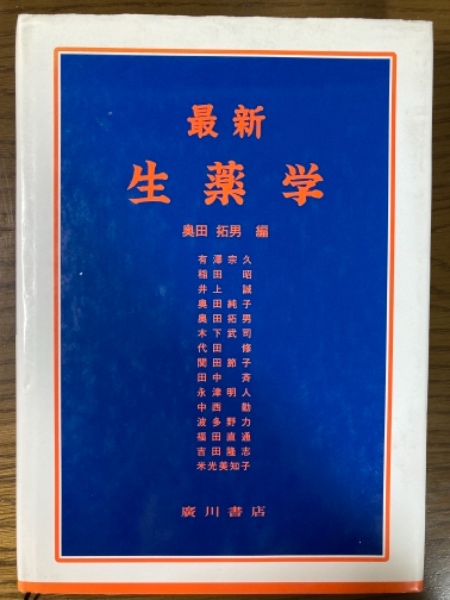 最新
生薬学
奥田 拓男 編
有澤宗久
稲田 昭
井上 誠
奥田純子
奥田拓男
木下武司
代田 修
関田節子
田中 斉
永津明人
中西 勤
波多野力
福田直通
吉田隆志
米光美知子
廣川書店